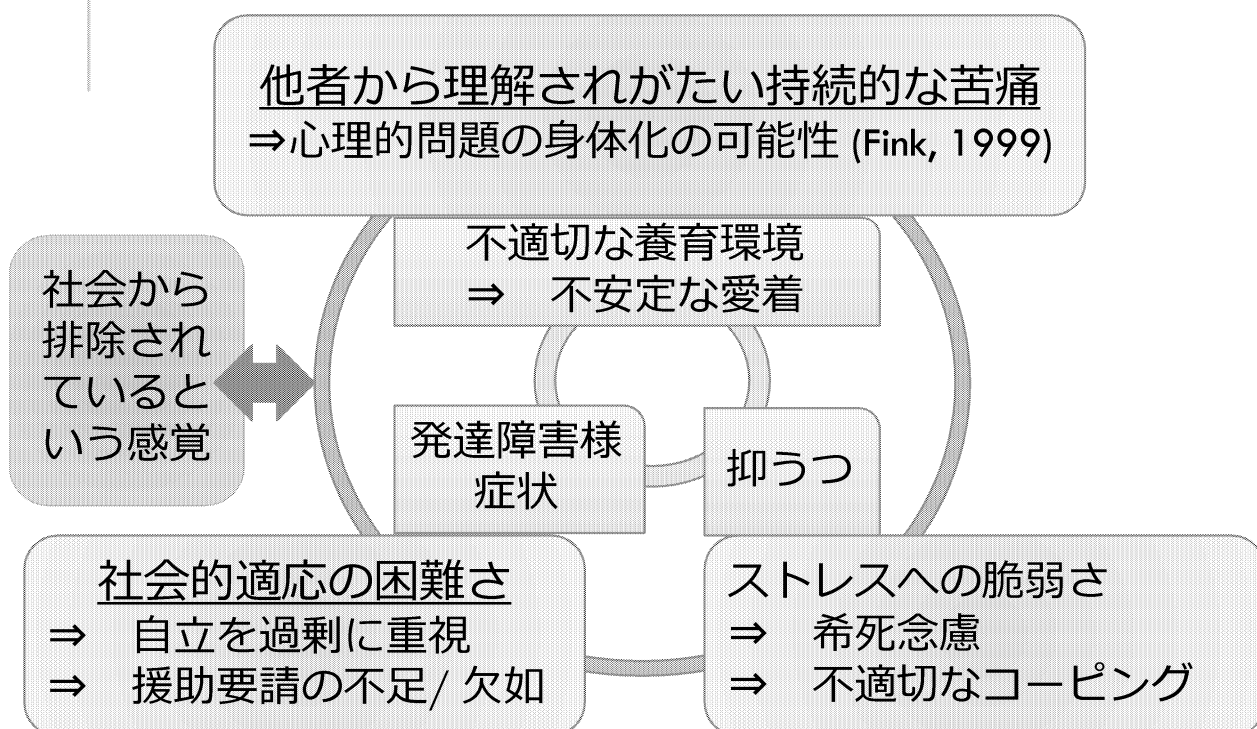 他者から理解されがたい持続的な苦痛
⇒心理的問題の身体化の可能性 (Fink, 1999)
不適切な養育環境
⇒ 不安定な愛着
社会から
排除され
ていると
いう感覚
発達障害様
症状
抑うつ
社会的適応の困難さ
⇒ 自立を過剰に重視
⇒ 援助要請の不足/ 欠如
ストレスへの脆弱さ
⇒ 希死念慮
⇒ 不適切なコーピング